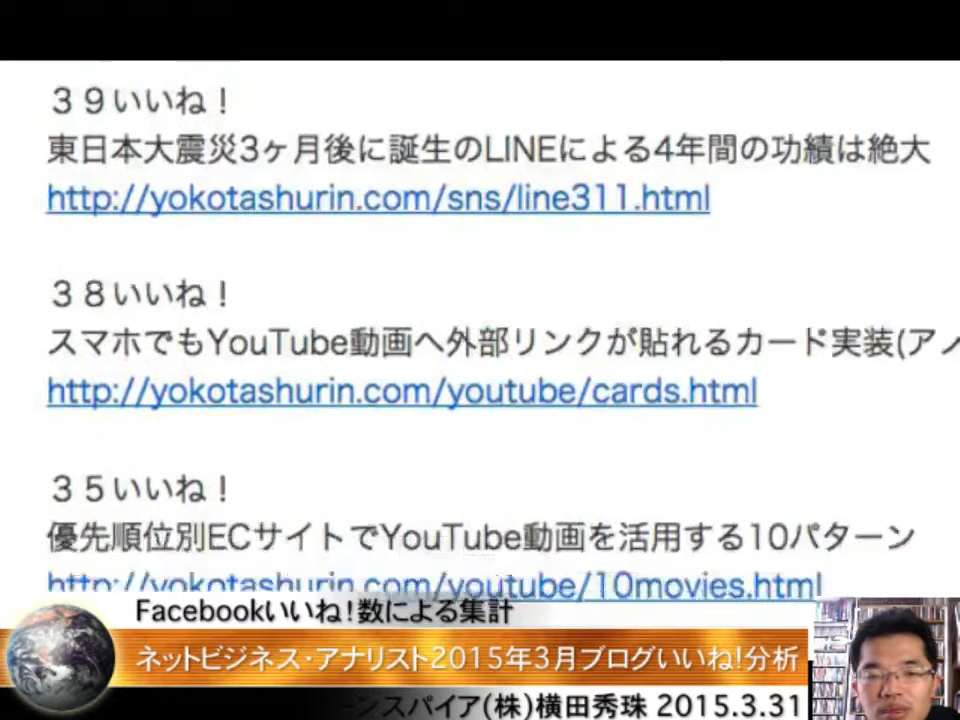 39いいね!
東日本大震災3ヶ月後に誕生のLINEによる4年間の功績は絶大
http://yokotashurin.com/sns/line311.html
38いいね!
スマホでもYouTube動画へ外部リンクが貼れるカード実装(アノ
http://yokotashurin.com/youtube/cards.html
35いいね!
優先順位別ECサイトでYouTube動画を活用する10パターン
http://yokotashurin.com/youtube/10movies.html
Facebookいいね!数による集計
ネットビジネス・アナリスト2015年3月ブログいいね!分析
ーンスパイア(株)横田秀珠 2015.3.31